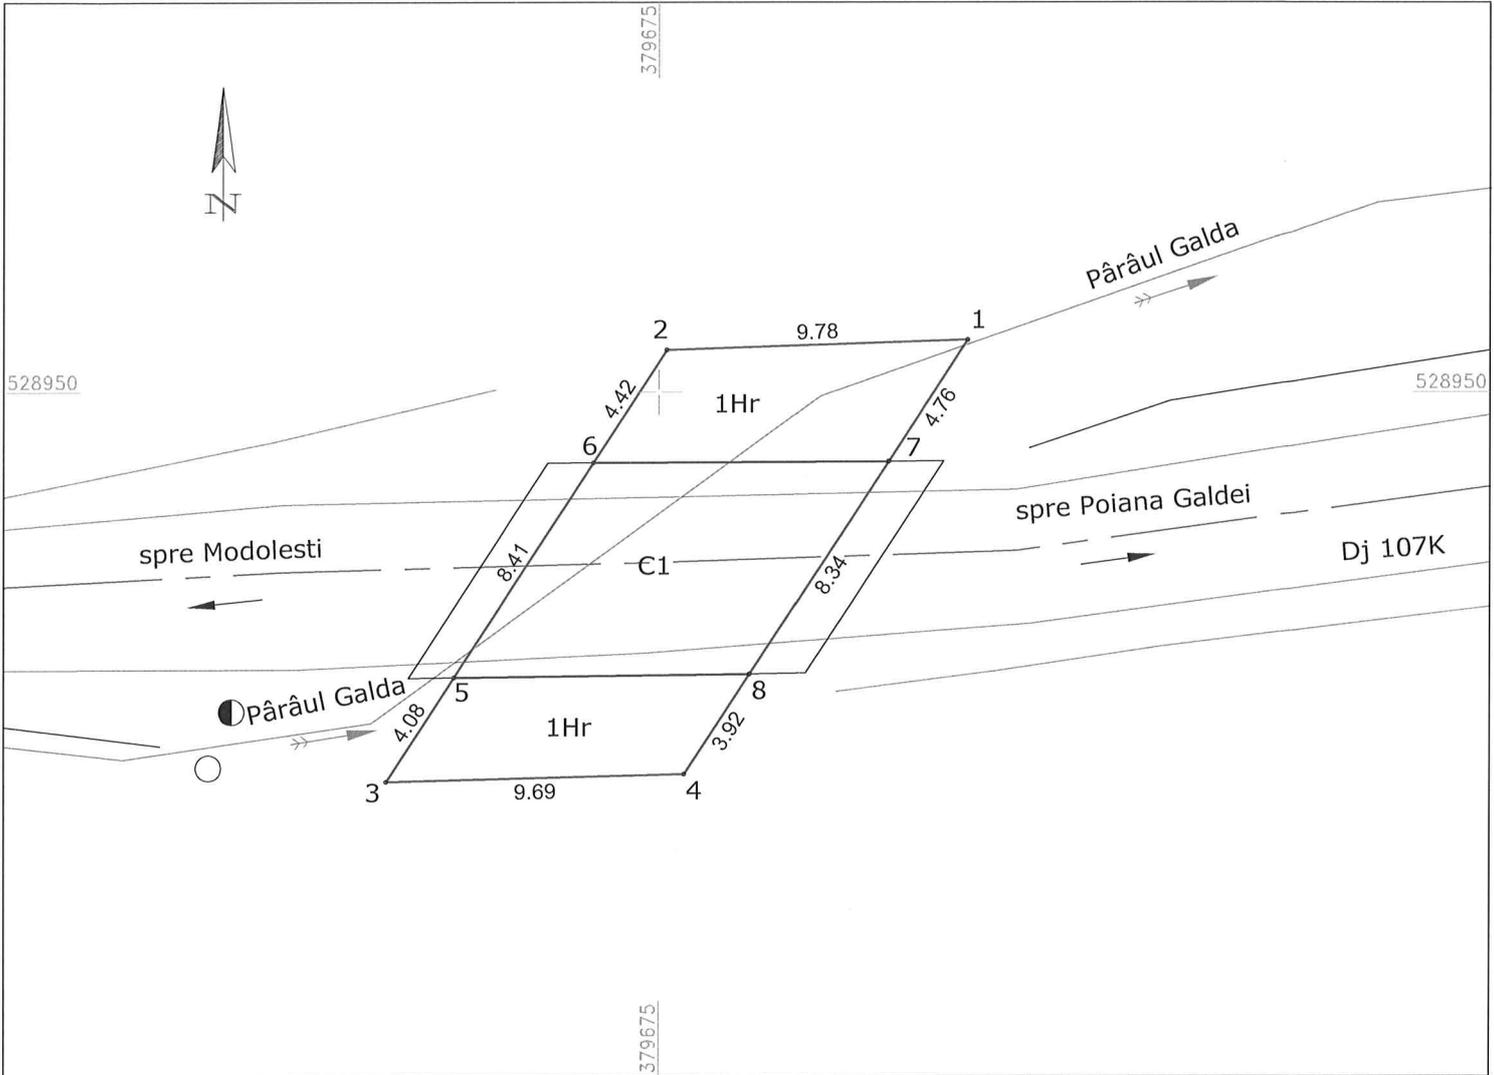 379675
N
Pârâul Galda
1
2
9.78
528950
528950
4.42
1Hr
4.76
6
7
spre Poiana Galdei
spre Modolesti
Dj 107K
8.41
C1
8.34
5
8
Pârâul Galda
4.08
1Hr
3.92
3
9.69
4
379675